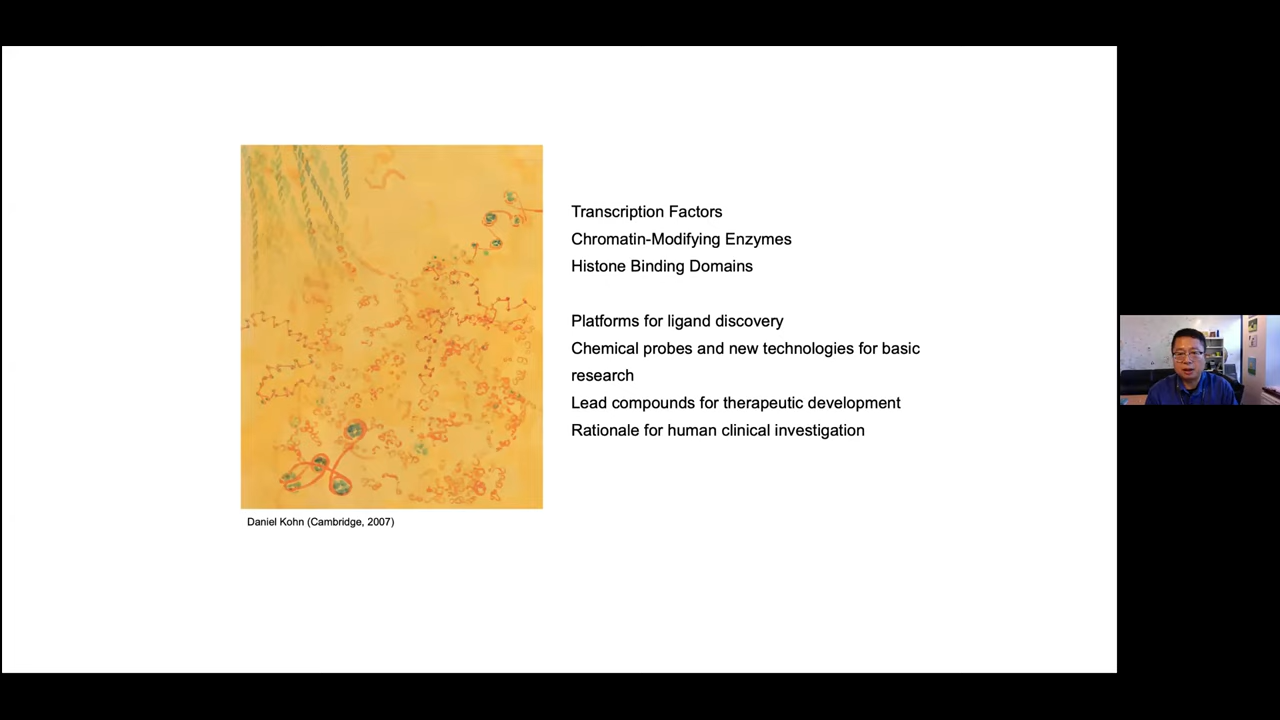 Transcription Factors
Chromatin-Modifying Enzymes
Histone Binding Domains
Platforms for ligand discovery
Chemical probes and new technologies for basic
research
Lead compounds for therapeutic development
Rationale for human clinical investigation
Daniel Kohn (Cambridge, 2007)